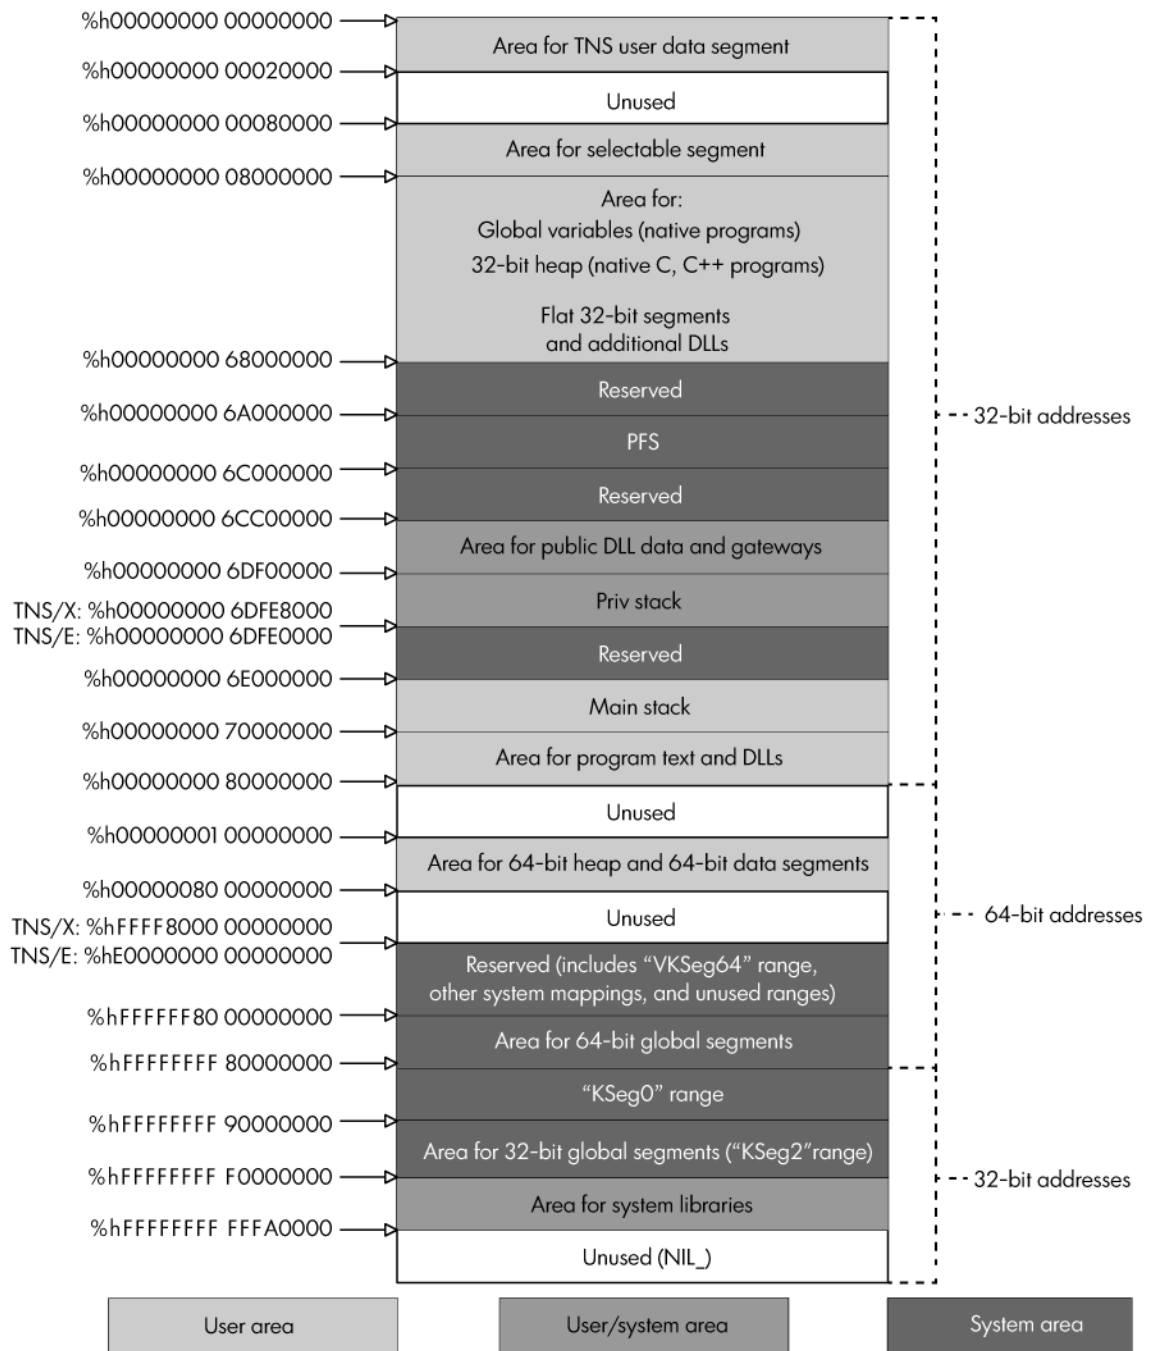 %h00000000 00000000
Area for TNS user data segment
%h00000000 00020000
Unused
%h00000000 00080000
Area for selectable segment
%h00000000 08000000
Area for:
Global variables (native programs)
32-bit heap (native C, C++ programs)
Flat 32-bit segments
and additional DLLs
%h00000000 68000000
Reserved
%h00000000 6A000000
32-bit addresses
PFS
%h00000000 6C000000
Reserved
%h00000000 6CC00000
Area for public DLL data and gateways
%h00000000 6DF00000
Priv stack
TNS/X: %h00000000 6DFE8000
TNS/E: %h00000000 6DFE0000
Reserved
%h00000000 6E000000
Main stack
%h00000000 70000000
Area for program text and DLLs
%h00000000 80000000
Unused
%h00000001 00000000
Area for 64-bit heap and 64-bit data segments
%h00000080 00000000
Unused
64-bit addresses
TNS/X: %hFFFF8000 00000000
TNS/E: %hE0000000 00000000
Reserved (includes “VKSeg64” range,
other system mappings, and unused ranges)
%hFFFFFF80 00000000
Area for 64-bit global segments
%hFFFFFFFF 80000000
“KSeg0” range
%hFFFFFFFF 90000000
Area for 32-bit global segments (“KSeg2”range)
%hFFFFFFFF F0000000
32-bit addresses
Area for system libraries
%hFFFFFFFF FFFA0000
Unused (NIL_)
User area
User/system area
System area